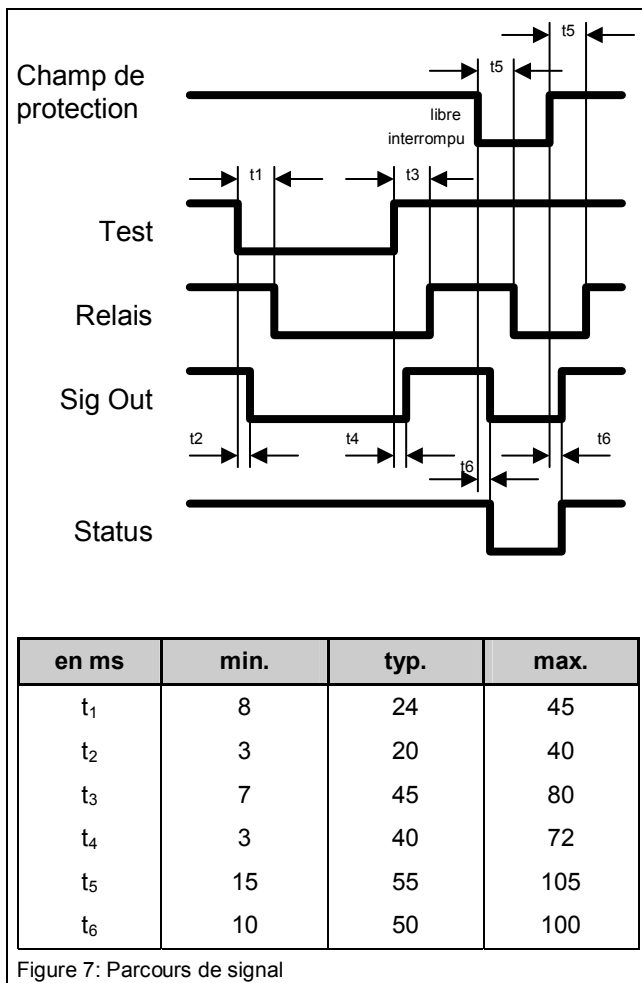 t5
t5
Champ de
protection
libre
interrompu
t1
t3
Test
Relais
Sig Out
t2
t4
t6
t6
Status
en ms min. typ. max.
t₁ 8 24 45
t₂ 3 20 40
t₃ 7 45 80
t₄ 3 40 72
t₅ 15 55 105
t₆ 10 50 100
Figure 7: Parcours de signal